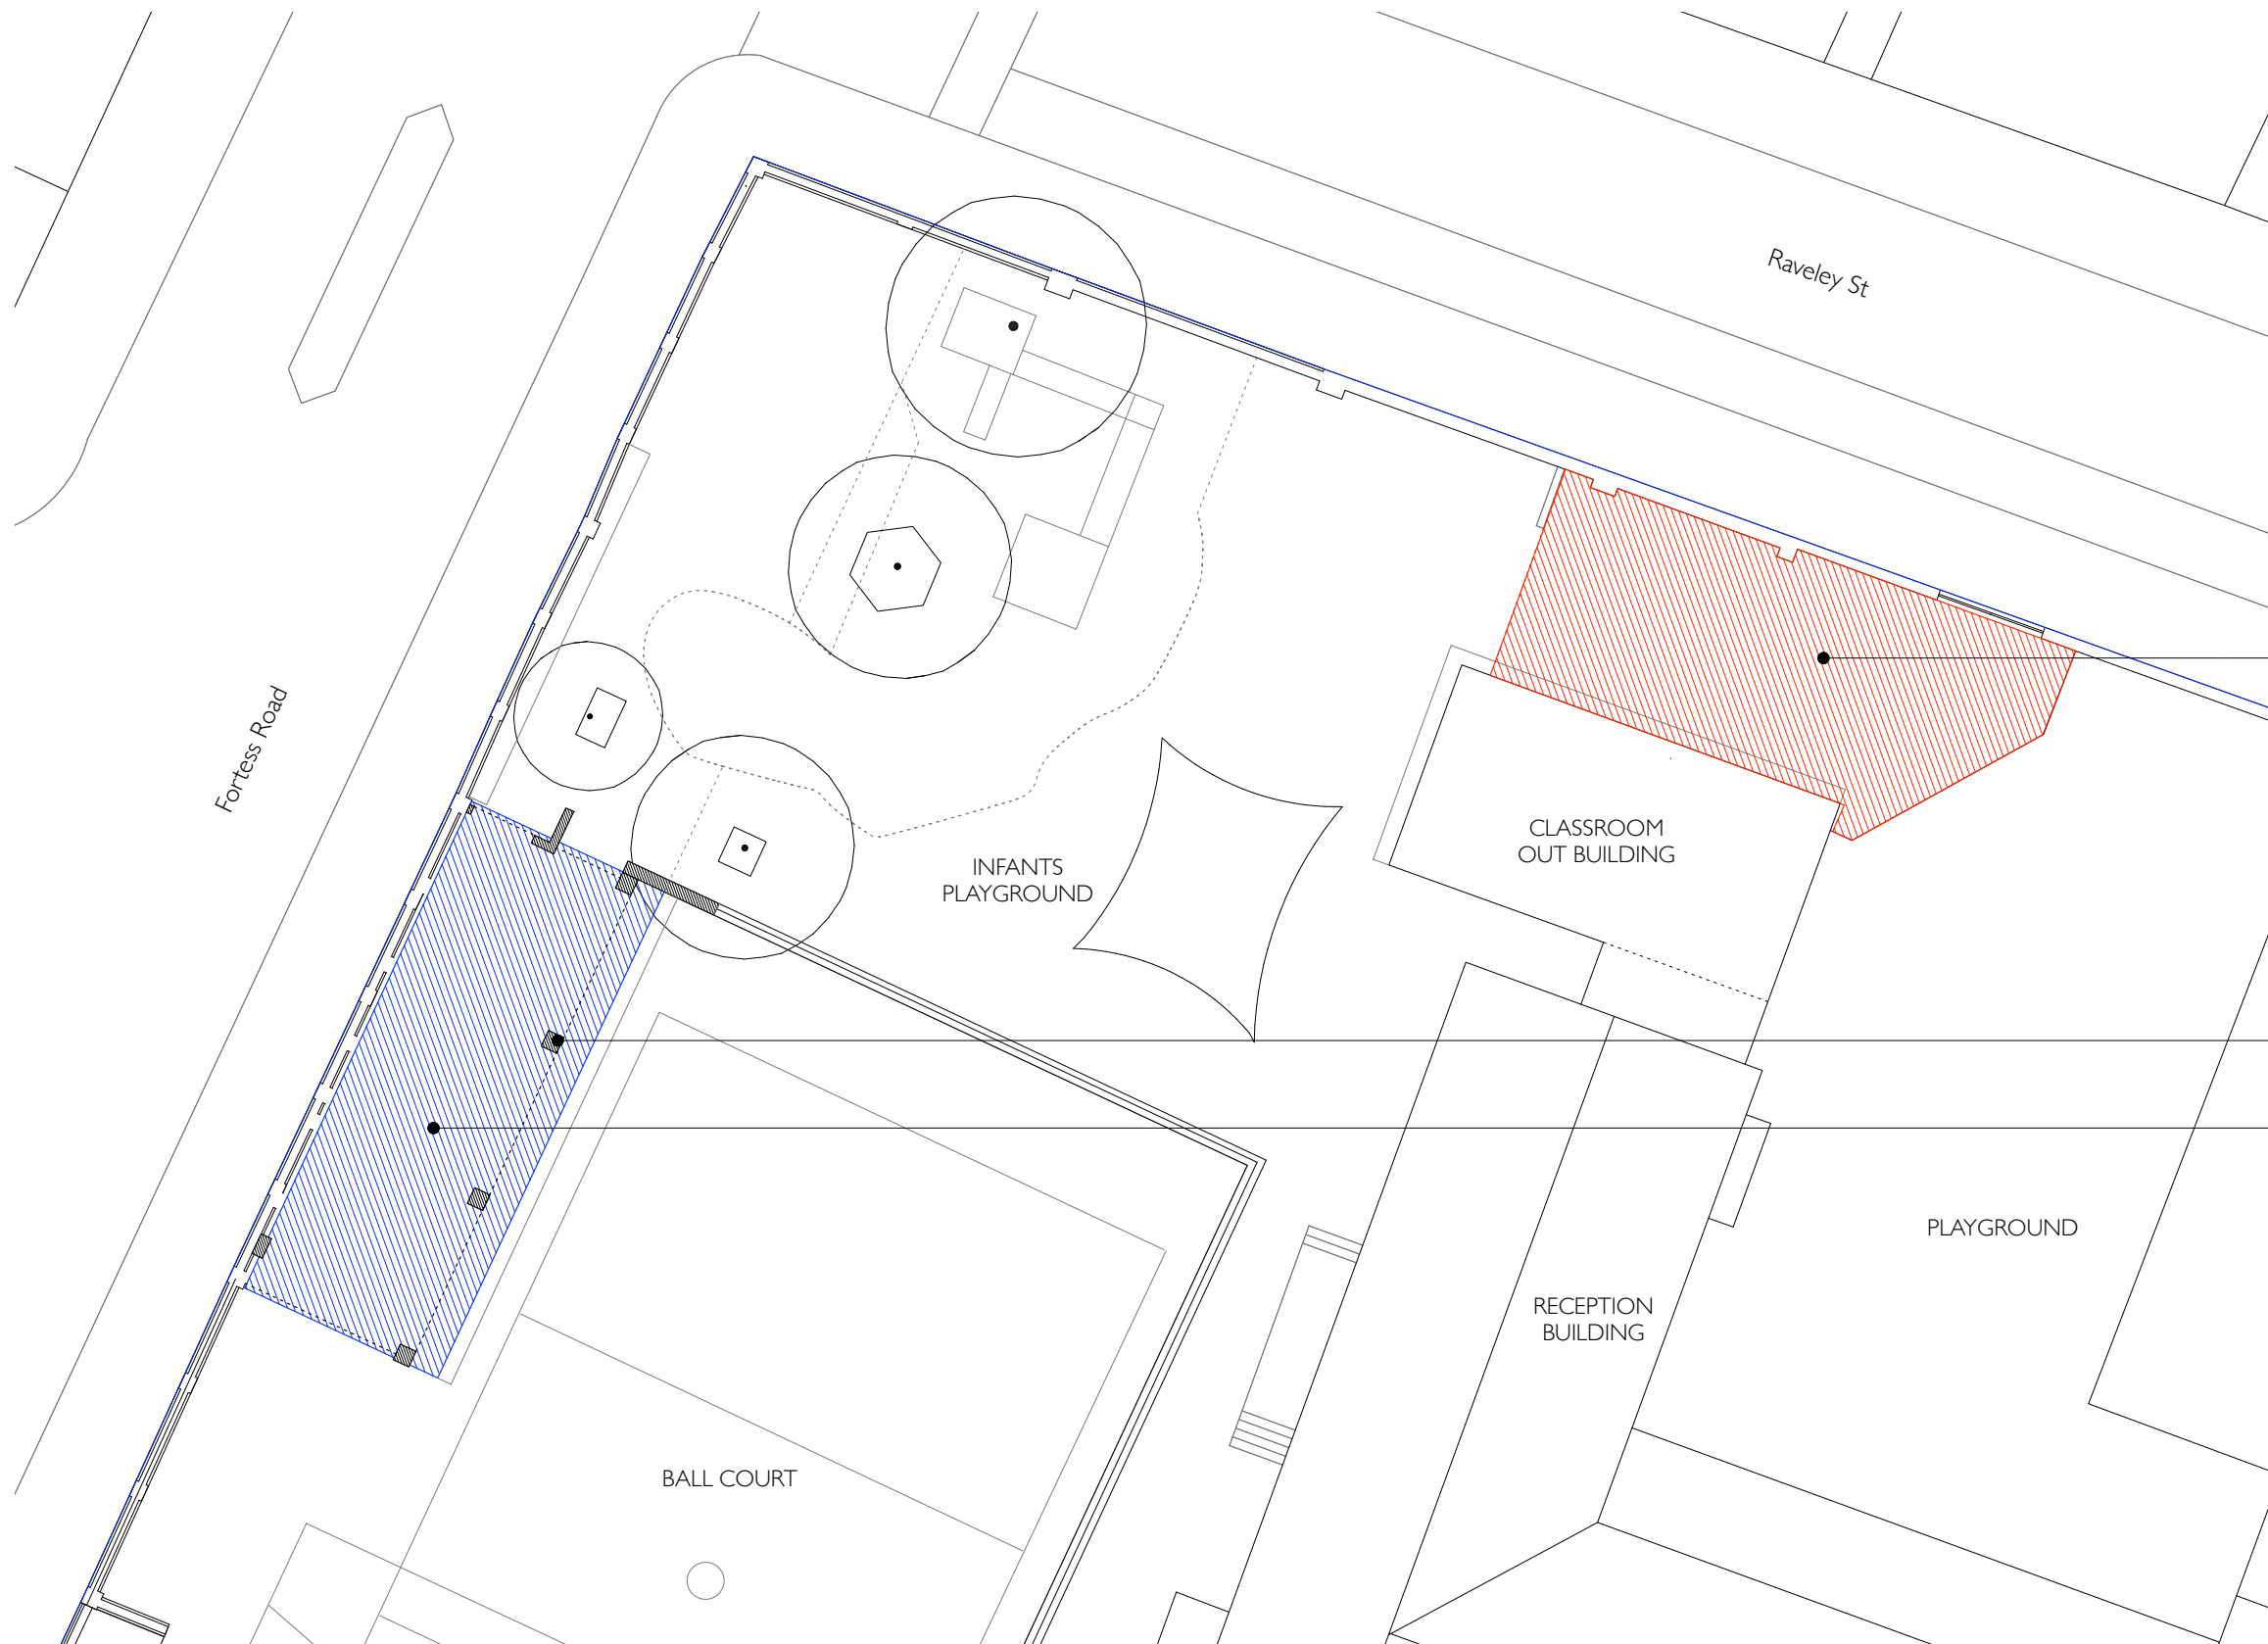 Raveley St
Fortess Road
CLASSROOM
OUT BUILDING
INFANTS
PLAYGROUND
PLAYGROUND
RECEPTION
BUILDING
BALL COURT